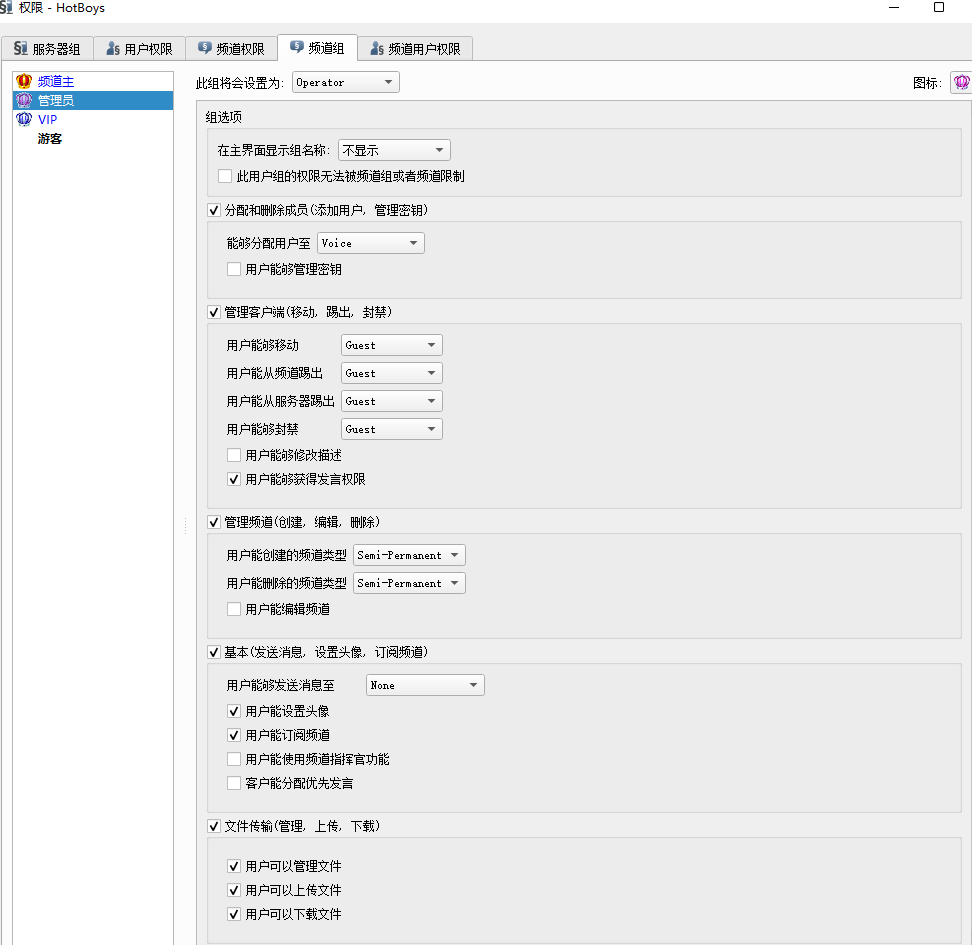 权限 - HotBoys
服务器组 用户权限 频道权限 频道组 频道用户权限
频道主
管理员
VIP
游客
此组将会设置为: Operator 图标:
组选项
在主界面显示组名称: 不显示
此用户组的权限无法被频道组或者频道限制
分配和删除成员(添加用户, 管理密钥)
能够分配用户至 Voice
用户能够管理密钥
管理客户端(移动, 踢出, 封禁)
用户能够移动 Guest
用户能从频道踢出 Guest
用户能从服务器踢出 Guest
用户能够封禁 Guest
用户能够修改描述
用户能够获得发言权限
管理频道(创建, 编辑, 删除)
用户能创建的频道类型 Semi-Permanent
用户能删除的频道类型 Semi-Permanent
用户能编辑频道
基本(发送消息, 设置头像, 订阅频道)
用户能够发送消息至 None
用户能设置头像
用户能订阅频道
用户能使用频道指挥官功能
客户能分配优先发言
文件传输(管理, 上传, 下载)
用户可以管理文件
用户可以上传文件
用户可以下载文件